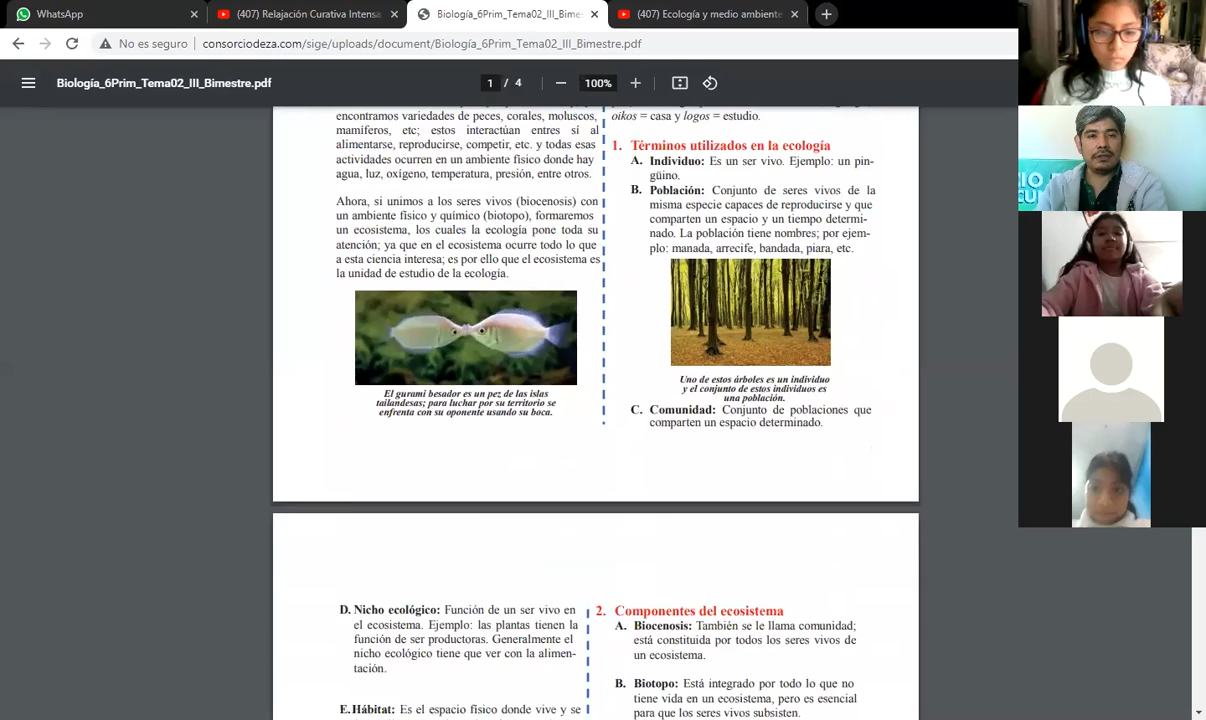 WhatsApp
(407) Relajación Curativa Intensa
Biología_6Prim_Tema02_III_Bime
(407) Ecología y medio ambiente
No es seguro
consorciodeza.com/sige/uploads/document/Biología_6Prim_Tema02_III_Bimestre.pdf
Biología_6Prim_Tema02_III_Bimestre.pdf
1 / 4
100%
encontramos variedades de peces, corales, moluscos,
mamíferos, etc; estos interactúan entres sí al
alimentarse, reproducirse, competir, etc. y todas esas
actividades ocurren en un ambiente físico donde hay
agua, luz, oxígeno, temperatura, presión, entre otros.
Ahora, si unimos a los seres vivos (biocenosis) con
un ambiente físico y químico (biotopo), formaremos
un ecosistema, los cuales la ecología pone toda su
atención; ya que en el ecosistema ocurre todo lo que
a esta ciencia interesa; es por ello que el ecosistema es
la unidad de estudio de la ecología.
El gurami besador es un pez de las islas
tailandesas; para luchar por su territorio se
enfrenta con su oponente usando su boca.
oikos = casa y logos = estudio.
1. Términos utilizados en la ecología
A. Individuo: Es un ser vivo. Ejemplo: un pin-
güino.
B. Población: Conjunto de seres vivos de la
misma especie capaces de reproducirse y que
comparten un espacio y un tiempo determi-
nado. La población tiene nombres; por ejem-
plo: manada, arrecife, bandada, piara, etc.
Uno de estos árboles es un individuo
y el conjunto de estos individuos es
una población.
C. Comunidad: Conjunto de poblaciones que
comparten un espacio determinado.
D. Nicho ecológico: Función de un ser vivo en
el ecosistema. Ejemplo: las plantas tienen la
función de ser productoras. Generalmente el
nicho ecológico tiene que ver con la alimen-
tación.
E. Hábitat: Es el espacio físico donde vive y se
2. Componentes del ecosistema
A. Biocenosis: También se le llama comunidad;
está constituida por todos los seres vivos de
un ecosistema.
B. Biotopo: Está integrado por todo lo que no
tiene vida en un ecosistema, pero es esencial
para que los seres vivos subsisten.